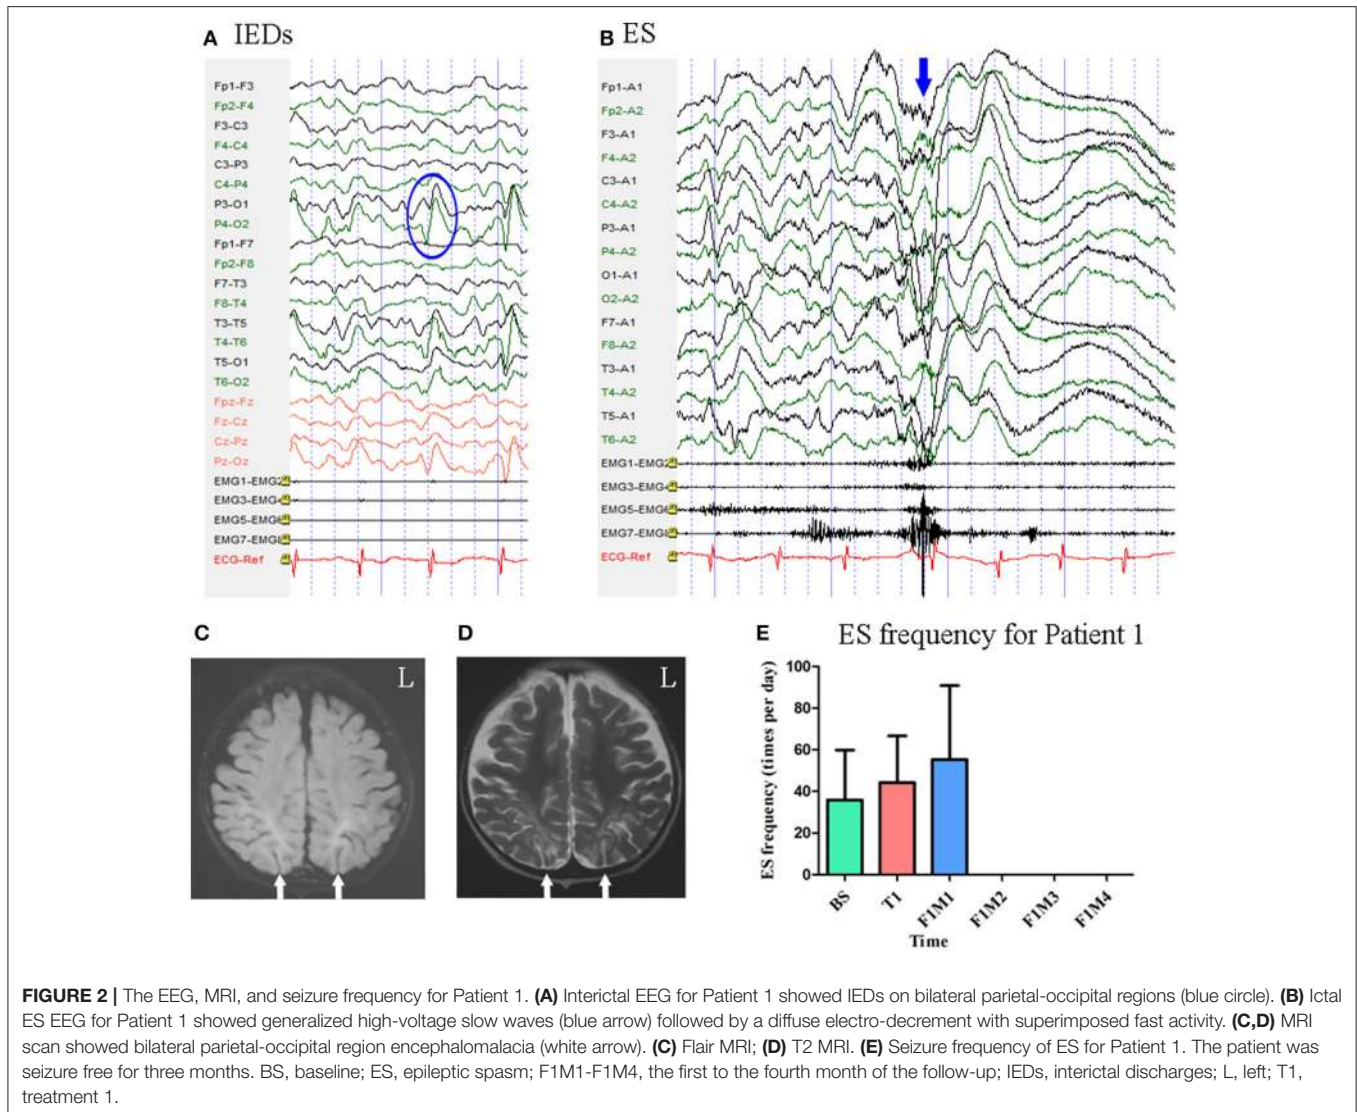 A IEDs
Fp1-F3
Fp2-F4
F3-C3
F4-C4
C3-P3
C4-P4
P3-O1
P4-O2
Fp1-F7
Fp2-F8
F7-T3
F8-T4
T3-T5
T4-T6
T5-O1
T6-O2
Fpz-Fz
Fz-Cz
Cz-Pz
Pz-Oz
EMG1-EMG2
EMG3-EMG4
EMG5-EMG6
EMG7-EMG8
ECG-Ref
B ES
Fp1-A1
Fp2-A2
F3-A1
F4-A2
C3-A1
C4-A2
P3-A1
P4-A2
O1-A1
O2-A2
F7-A1
F8-A2
T3-A1
T4-A2
T5-A1
T6-A2
EMG1-EMG2
EMG3-EMG4
EMG5-EMG6
EMG7-EMG8
ECG-Ref
C
L
D
L
E ES frequency for Patient 1
ES frequency (times per day)
100
80
60
40
20
0
BS
T1
F1M1
F1M2
F1M3
F1M4
Time
FIGURE 2 | The EEG, MRI, and seizure frequency for Patient 1. (A) Interictal EEG for Patient 1 showed IEDs on bilateral parietal-occipital regions (blue circle). (B) Ictal
ES EEG for Patient 1 showed generalized high-voltage slow waves (blue arrow) followed by a diffuse electro-decrement with superimposed fast activity. (C,D) MRI
scan showed bilateral parietal-occipital region encephalomalacia (white arrow). (C) Flair MRI; (D) T2 MRI. (E) Seizure frequency of ES for Patient 1. The patient was
seizure free for three months. BS, baseline; ES, epileptic spasm; F1M1-F1M4, the first to the fourth month of the follow-up; IEDs, interictal discharges; L, left; T1,
treatment 1.